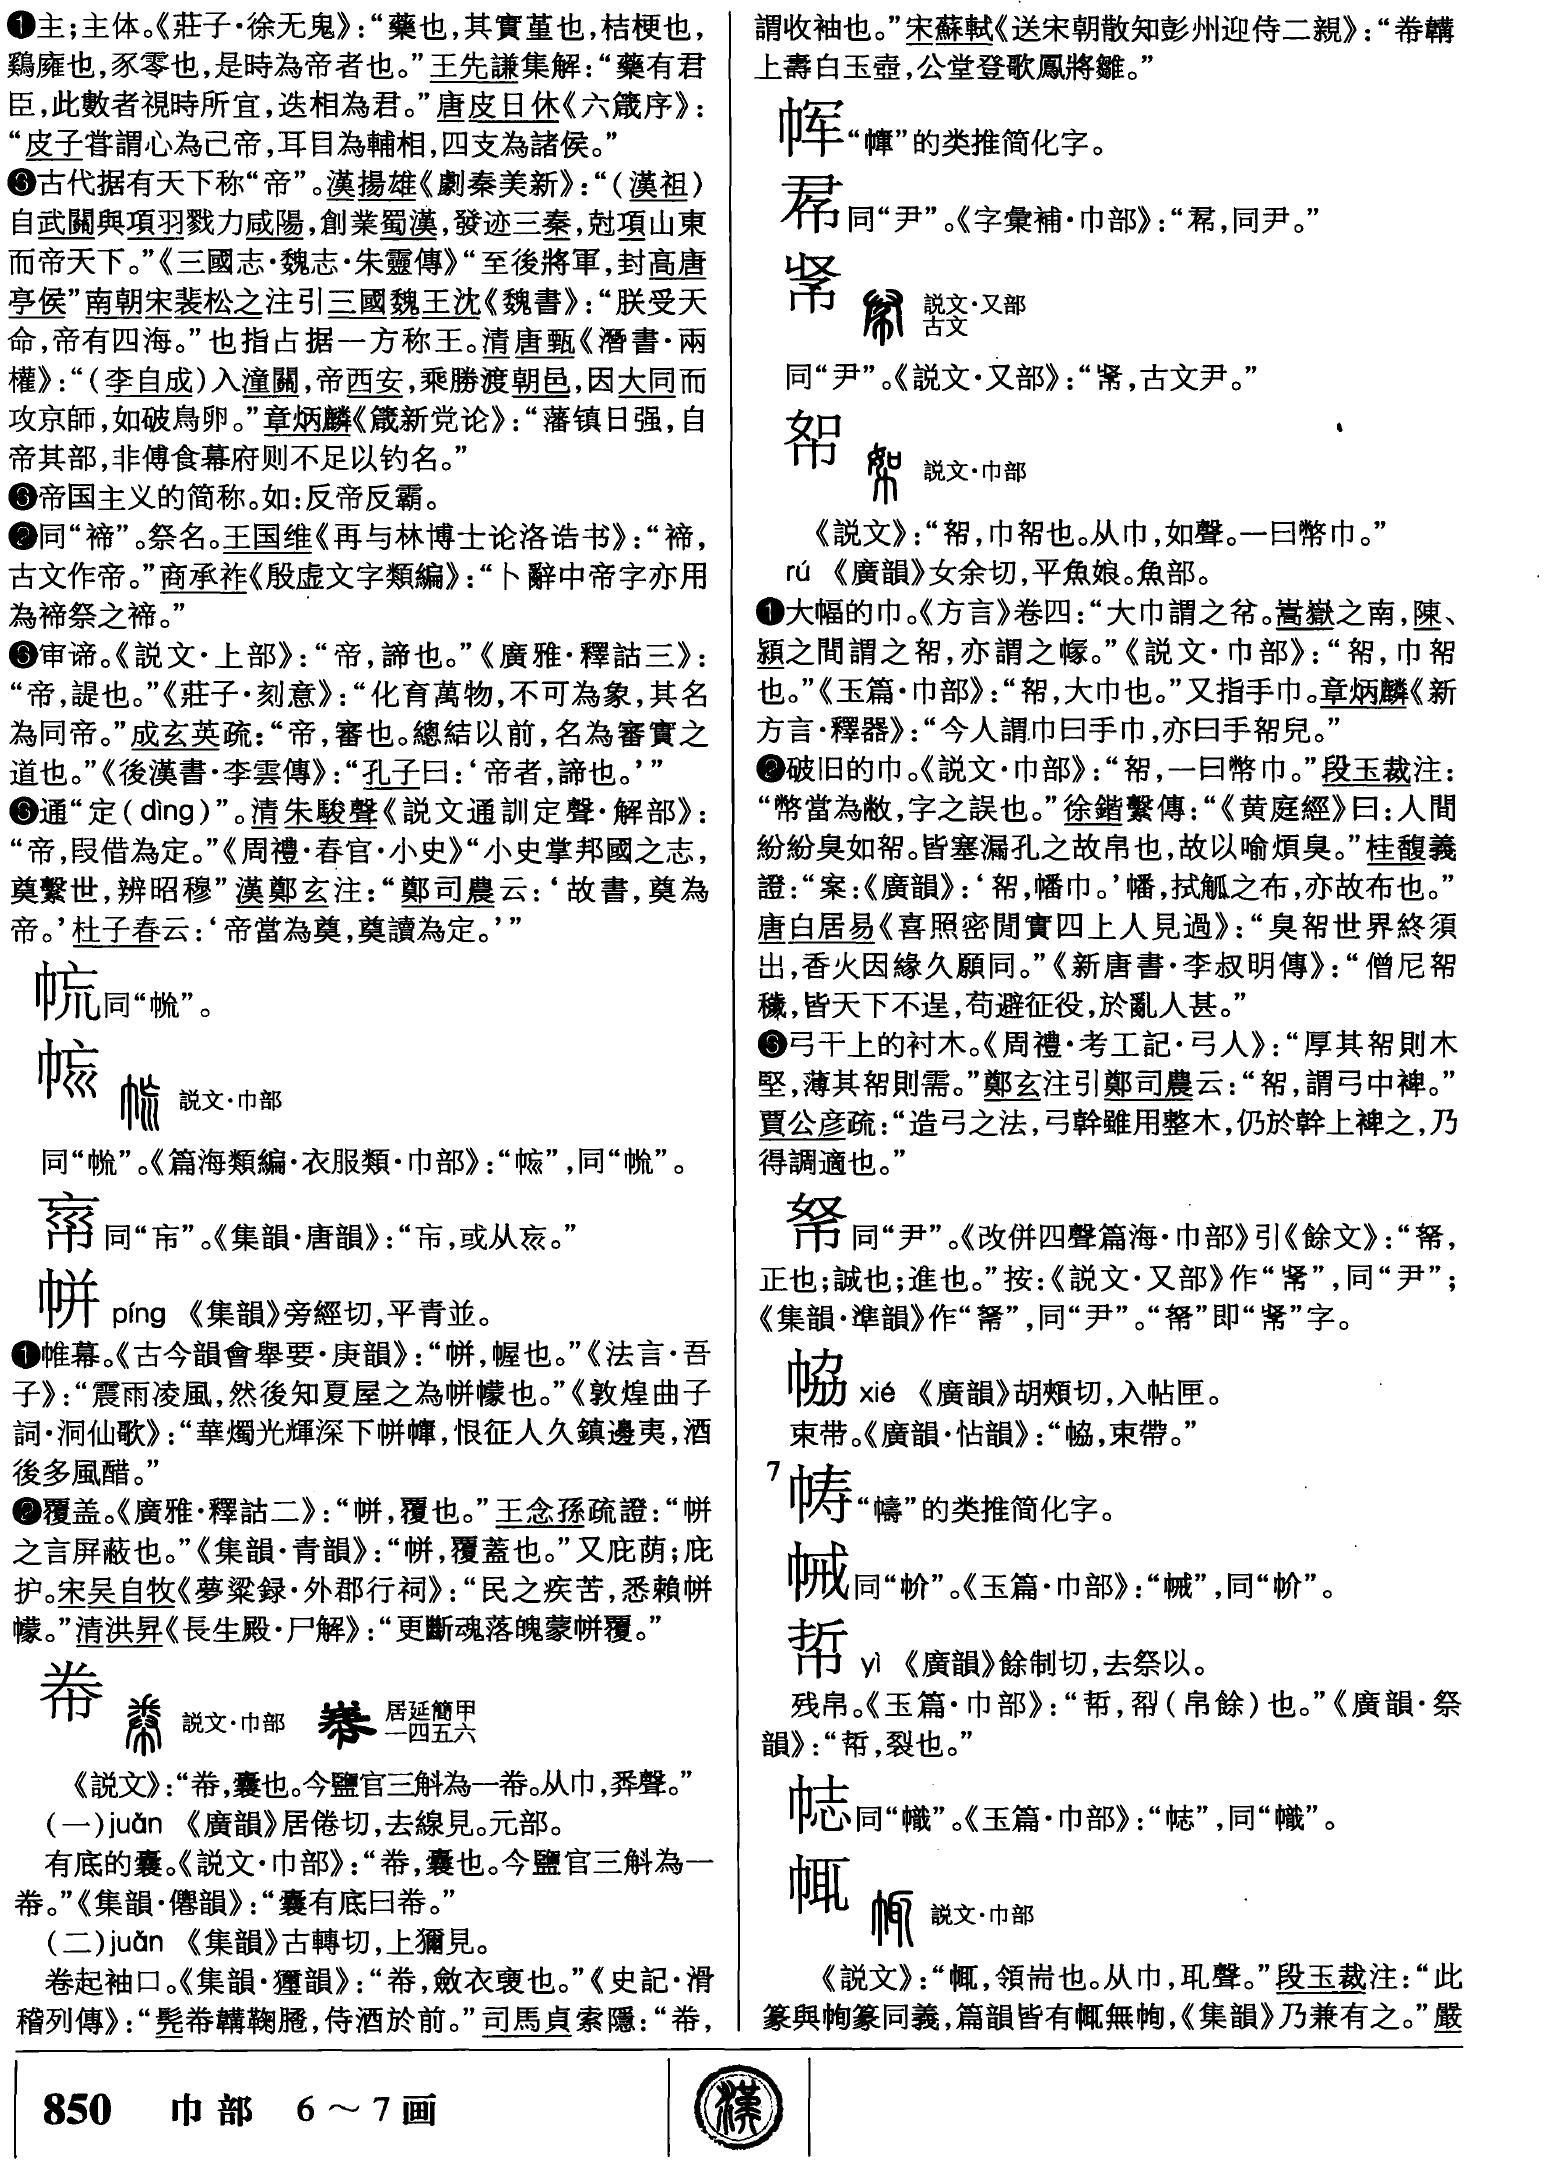 ❶主;主体。《莊子·徐无鬼》:“藥也,其實堇也,桔梗也,
鷄廱也,豕零也,是時為帝者也。”王先謙集解:“藥有君
臣,此數者視時所宜,迭相為君。”唐皮日休《六箴序》:
“皮子嘗謂心為己帝,耳目為輔相,四支為諸侯。”
❸古代据有天下称“帝”。漢揚雄《劇秦美新》:“(漢祖)
自武關與項羽戮力咸陽,創業蜀漢,發迹三秦,尅項山東
而帝天下。”《三國志·魏志·朱靈傳》“至後將軍,封高唐
亭侯”南朝宋裴松之注引三國魏王沈《魏書》:“朕受天
命,帝有四海。”也指占据一方称王。清唐甄《潛書·兩
權》:“(李自成)入潼關,帝西安,乘勝渡朝邑,因大同而
攻京師,如破鳥卵。”章炳麟《箴新党论》:“藩镇日强,自
帝其部,非傅食幕府则不足以钓名。”
❻帝国主义的简称。如:反帝反霸。
❷同“禘”。祭名。王国维《再与林博士论洛诰书》:“禘,
古文作帝。”商承祚《殷虚文字類編》:“卜辭中帝字亦用
為禘祭之禘。”
❻审谛。《説文·上部》:“帝,諦也。”《廣雅·釋詁三》:
“帝,諟也。”《莊子·刻意》:“化育萬物,不可為象,其名
為同帝。”成玄英疏:“帝,審也。總結以前,名為審實之
道也。”《後漢書·李雲傳》:“孔子曰:‘帝者,諦也。’”
❻通“定(dìng)”。清朱駿聲《説文通訓定聲·解部》:
“帝,叚借為定。”《周禮·春官·小史》“小史掌邦國之志,
奠繫世,辨昭穆”漢鄭玄注:“鄭司農云:‘故書,奠為
帝。’杜子春云:‘帝當為奠,奠讀為定。’”
㡆同“㡃”。
説文·巾部
《篇海類編·衣服類·巾部》
《集韻·唐韻》
帡 píng 《集韻》旁經切,平青並。
❶帷幕。《古今韻會舉要·庚韻》:“帡,幄也。”《法言·吾
子》:“震雨凌風,然後知夏屋之為帡幪也。”《敦煌曲子
詞·洞仙歌》:“華燭光輝深下帡幃,恨征人久鎮邊夷,酒
後多風醋。”
❷覆盖。《廣雅·釋詁二》:“帡,覆也。”王念孫疏證:“帡
之言屏蔽也。”《集韻·青韻》:“帡,覆蓋也。”又庇荫;庇
护。宋吴自牧《夢粱録·外郡行祠》:“民之疾苦,悉賴帡
幪。”清洪昇《長生殿·尸解》:“更斷魂落魄蒙帡覆。”
帣 説文·巾部 居延簡甲
一四五六
《説文》:“帣,囊也。今鹽官三斛為一帣。从巾,𢍏聲。”
(一)juǎn 《廣韻》居倦切,去線見。元部。
有底的囊。《説文·巾部》:“帣,囊也。今鹽官三斛為一
帣。”《集韻·僊韻》:“囊有底曰帣。”
(二)juǎn 《集韻》古轉切,上獮見。
卷起袖口。《集韻·獮韻》:“帣,斂衣褎也。”《史記·滑
稽列傳》:“髡帣韝鞠䠆,侍酒於前。”司馬貞索隱:“帣,
謂收袖也。”宋蘇軾《送宋朝散知彭州迎侍二親》:“帣韝
上壽白玉壺,公堂登歌鳳將雛。”
㡓“㡓”的类推简化字。
同“尹”。《字彙補·巾部》:“帬,同尹。”
説文·又部
古文
同“尹”。《説文·又部》:“,古文尹。”
帤 説文·巾部
《説文》:“帤,巾帤也。从巾,如聲。一曰幣巾。”
rú 《廣韻》女余切,平魚娘。魚部。
❶大幅的巾。《方言》卷四:“大巾謂之㡋。嵩嶽之南,陳、
潁之間謂之帤,亦謂之幏。”《説文·巾部》:“帤,巾帤
也。”《玉篇·巾部》:“帤,大巾也。”又指手巾。章炳麟《新
方言·釋器》:“今人謂巾曰手巾,亦曰手帤兒。”
❷破旧的巾。《説文·巾部》:“帤,一曰幣巾。”段玉裁注:
“幣當為敝,字之誤也。”徐鍇繫傳:“《黄庭經》曰:人間
紛紛臭如帤。皆塞漏孔之故帛也,故以喻煩臭。”桂馥義
證:“案:《廣韻》:‘帤,幡巾。’幡,拭觚之布,亦故布也。”
唐白居易《喜照密閒實四上人見過》:“臭帤世界終須
出,香火因緣久願同。”《新唐書·李叔明傳》:“僧尼帤
穢,皆天下不逞,苟避征役,於亂人甚。”
❸弓干上的衬木。《周禮·考工記·弓人》:“厚其帤則木
堅,薄其帤則需。”鄭玄注引鄭司農云:“帤,謂弓中裨。”
賈公彦疏:“造弓之法,弓幹雖用整木,仍於幹上裨之,乃
得調適也。”
帑同“尹”。《改併四聲篇海·巾部》引《餘文》:“,
正也;誠也;進也。”按:《説文·又部》作“”,同“尹”;
《集韻·準韻》作“”,同“尹”。“”即“”字。
㡇 xié 《廣韻》胡頰切,入帖匣。
束带。《廣韻·怗韻》:“㡇,束帶。”
7
帱“幬”的类推简化字。
㡊同“㡉”。《玉篇·巾部》
㡂 yì 《廣韻》餘制切,去祭以。
残帛。《玉篇·巾部》:“,(帛餘)也。”《廣韻·祭
韻》:“,裂也。”
同“幟”。《玉篇·巾部》:“,同“幟”。
㡇 説文·巾部
《説文》:“㡇,領耑也。从巾,耴聲。”段玉裁注:“此
篆與㡇篆同義,篇韻皆有㡇無㡇,《集韻》乃兼有之。”嚴
850 巾部 6～7画
漢